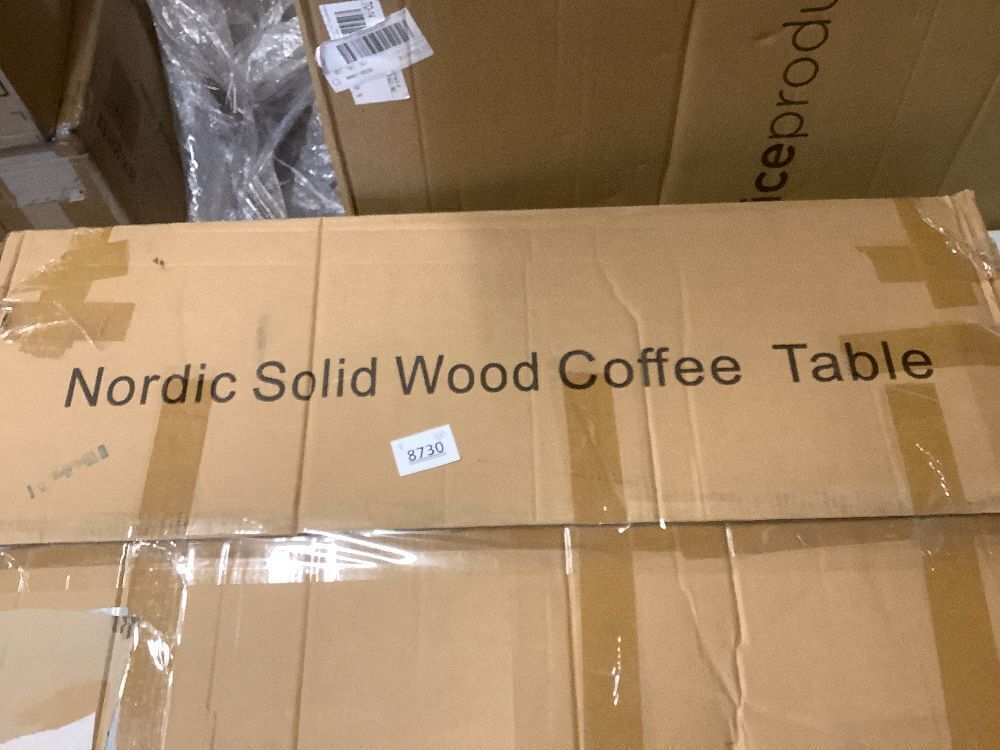 iceprodu
Nordic Solid Wood Coffee Table
8730